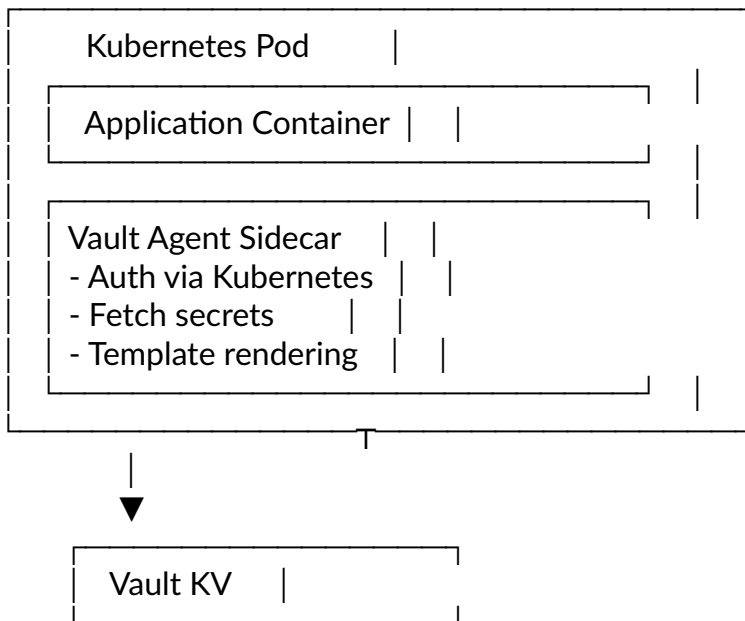 Kubernetes Pod
Application Container
Vault Agent Sidecar
- Auth via Kubernetes
- Fetch secrets
- Template rendering
Vault KV